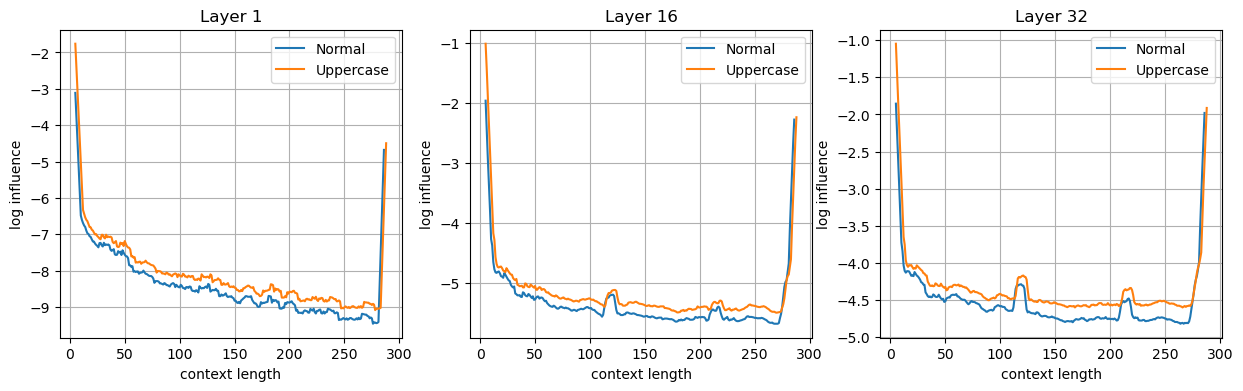 Layer 1
Normal
Uppercase
log influence
−2
−3
−4
−5
−6
−7
−8
−9
0
50
100
150
200
250
300
context length
Layer 16
Normal
Uppercase
log influence
−1
−2
−3
−4
−5
0
50
100
150
200
250
300
context length
Layer 32
Normal
Uppercase
log influence
−1.0
−1.5
−2.0
−2.5
−3.0
−3.5
−4.0
−4.5
−5.0
0
50
100
150
200
250
300
context length